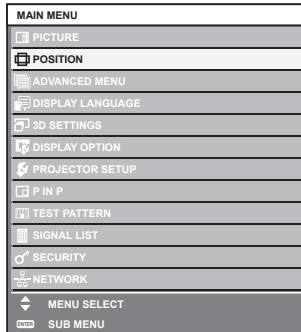 MAIN MENU
PICTURE
POSITION
ADVANCED MENU
DISPLAY LANGUAGE
3D SETTINGS
DISPLAY OPTION
PROJECTOR SETUP
P IN P
TEST PATTERN
SIGNAL LIST
SECURITY
NETWORK
MENU SELECT
ENTER SUB MENU